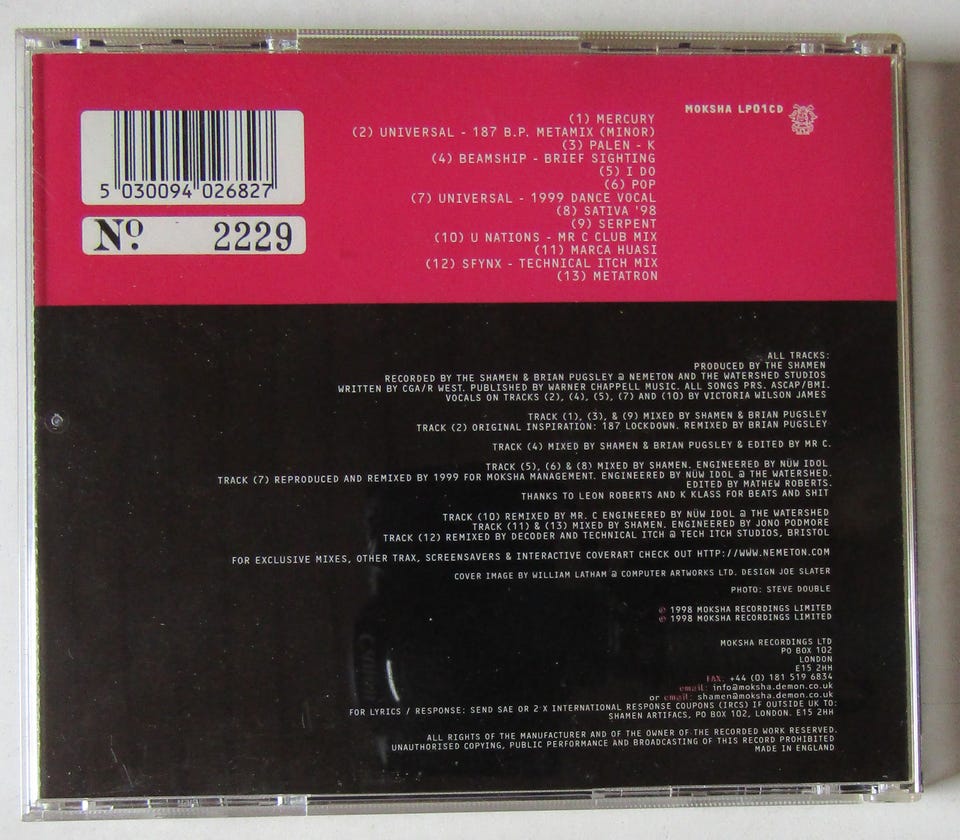 MOKSHA LP01CD
(1) MERCURY
(2) UNIVERSAL - 187 B.P. METAMIX (MINOR)
(3) PALEN - K
(4) BEAMSHIP - BRIEF SIGHTING
(5) I DO
(6) POP
(7) UNIVERSAL - 1999 DANCE VOCAL
(8) SATIVA '98
(9) SERPENT
(10) U NATIONS - MR C CLUB MIX
(11) MARCA HUASI
(12) SFYNX - TECHNICAL ITCH MIX
(13) METATRON
5 030094 026827
Nº. 2229
ALL TRACKS:
PRODUCED BY THE SHAMEN
RECORDED BY THE SHAMEN & BRIAN PUGSLEY @ NEMETON AND THE WATERSHED STUDIOS
WRITTEN BY CGA/R WEST. PUBLISHED BY WARNER CHAPPELL MUSIC. ALL SONGS PRS. ASCAP/BMI.
VOCALS ON TRACKS (2), (4), (5), (7) AND (10) BY VICTORIA WILSON JAMES
TRACK (1), (3), & (9) MIXED BY SHAMEN & BRIAN PUGSLEY
TRACK (2) ORIGINAL INSPIRATION: 187 LOCKDOWN. REMIXED BY BRIAN PUGSLEY
TRACK (4) MIXED BY SHAMEN & BRIAN PUGSLEY & EDITED BY MR C.
TRACK (5), (6) & (8) MIXED BY SHAMEN. ENGINEERED BY NÜW IDOL
TRACK (7) REPRODUCED AND REMIXED BY 1999 FOR MOKSHA MANAGEMENT. ENGINEERED BY NÜW IDOL @ THE WATERSHED.
EDITED BY MATHEW ROBERTS.
THANKS TO LEON ROBERTS AND K KLASS FOR BEATS AND SHIT
TRACK (10) REMIXED BY MR. C ENGINEERED BY NÜW IDOL @ THE WATERSHED
TRACK (11) & (13) MIXED BY SHAMEN. ENGINEERED BY JONO PODMORE
TRACK (12) REMIXED BY DECODER AND TECHNICAL ITCH @ TECH ITCH STUDIOS, BRISTOL
FOR EXCLUSIVE MIXES, OTHER TRAX, SCREENSAVERS & INTERACTIVE COVERART CHECK OUT HTTP://WWW.NEMETON.COM
COVER IMAGE BY WILLIAM LATHAM @ COMPUTER ARTWORKS LTD. DESIGN JOE SLATER
PHOTO: STEVE DOUBLE
℗ 1998 MOKSHA RECORDINGS LIMITED
© 1998 MOKSHA RECORDINGS LIMITED
MOKSHA RECORDINGS LTD
PO BOX 102
LONDON
E15 2HH
FAX: +44 (0) 181 519 6834
email: info@moksha.demon.co.uk
or email: shamen@moksha.demon.co.uk
FOR LYRICS / RESPONSE: SEND SAE OR 2 X INTERNATIONAL RESPONSE COUPONS (IRCS) IF OUTSIDE UK TO:
SHAMEN ARTIFACS, PO BOX 102, LONDON. E15 2HH
ALL RIGHTS OF THE MANUFACTURER AND OF THE OWNER OF THE RECORDED WORK RESERVED.
UNAUTHORISED COPYING, PUBLIC PERFORMANCE AND BROADCASTING OF THIS RECORD PROHIBITED
MADE IN ENGLAND